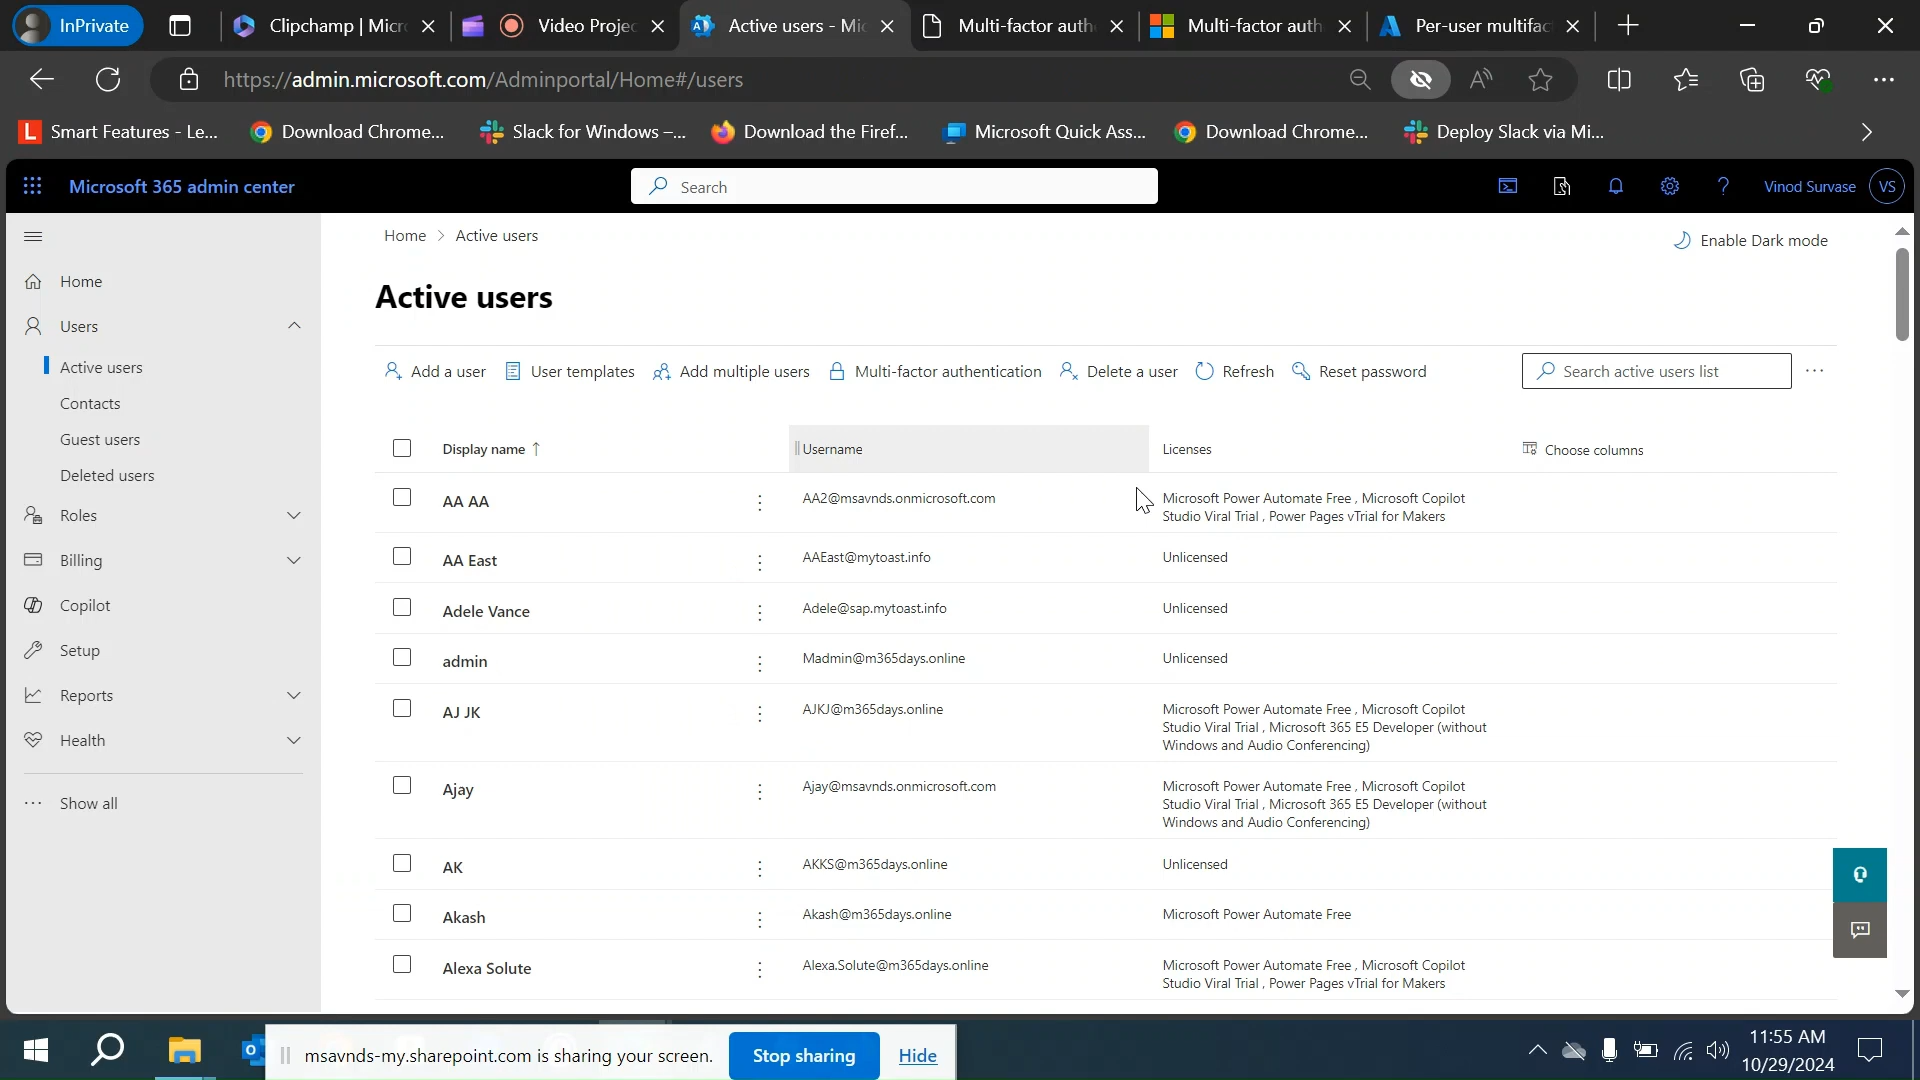 InPrivate
Clipchamp | Micr
Video Projec
Active users - Mi
Multi-factor auth
Multi-factor auth
Per-user multifac
https://admin.microsoft.com/Adminportal/Home#/users
Smart Features - Le...
Download Chrome...
Slack for Windows –...
Download the Firef...
Microsoft Quick Ass...
Download Chrome...
Deploy Slack via Mi...
Microsoft 365 admin center
Search
Vinod Survase
VS
Home > Active users
Enable Dark mode
Active users
Home
Users
Active users
Contacts
Guest users
Deleted users
Roles
Billing
Copilot
Setup
Reports
Health
Show all
Add a user
User templates
Add multiple users
Multi-factor authentication
Delete a user
Refresh
Reset password
Search active users list
Display name ↑
Username
Licenses
Choose columns
AA AA
AA2@msavnds.onmicrosoft.com
Microsoft Power Automate Free , Microsoft Copilot
Studio Viral Trial , Power Pages vTrial for Makers
AA East
AAEast@mytoast.info
Unlicensed
Adele Vance
Adele@sap.mytoast.info
Unlicensed
admin
Madmin@m365days.online
Unlicensed
AJ JK
AJKJ@m365days.online
Microsoft Power Automate Free , Microsoft Copilot
Studio Viral Trial , Microsoft 365 E5 Developer (without
Windows and Audio Conferencing)
Ajay
Ajay@msavnds.onmicrosoft.com
Microsoft Power Automate Free , Microsoft Copilot
Studio Viral Trial , Microsoft 365 E5 Developer (without
Windows and Audio Conferencing)
AK
AKKS@m365days.online
Unlicensed
Akash
Akash@m365days.online
Microsoft Power Automate Free
Alexa Solute
Alexa.Solute@m365days.online
Microsoft Power Automate Free , Microsoft Copilot
Studio Viral Trial , Power Pages vTrial for Makers
msavnds-my.sharepoint.com is sharing your screen.
Stop sharing
Hide
11:55 AM
10/29/2024